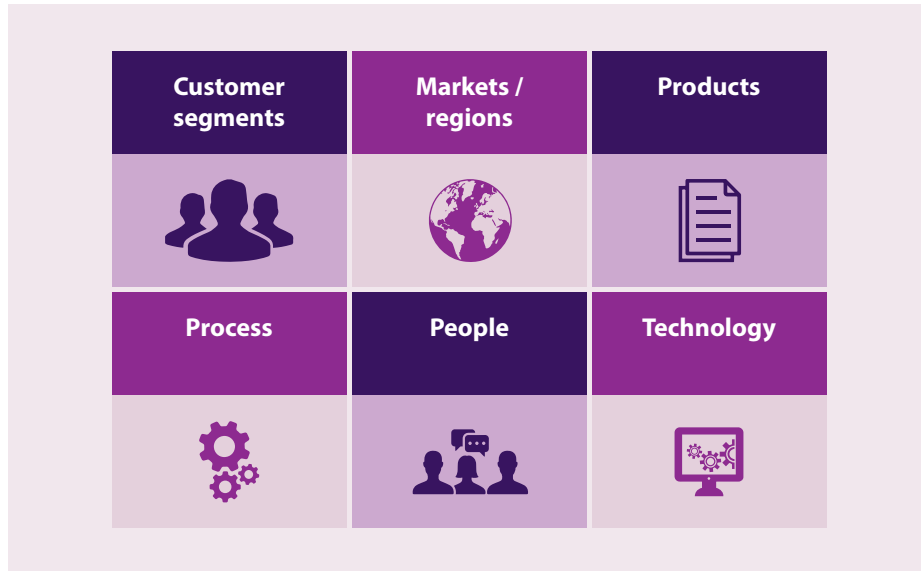 Customer
segments
Markets /
regions
Products
Process
People
Technology